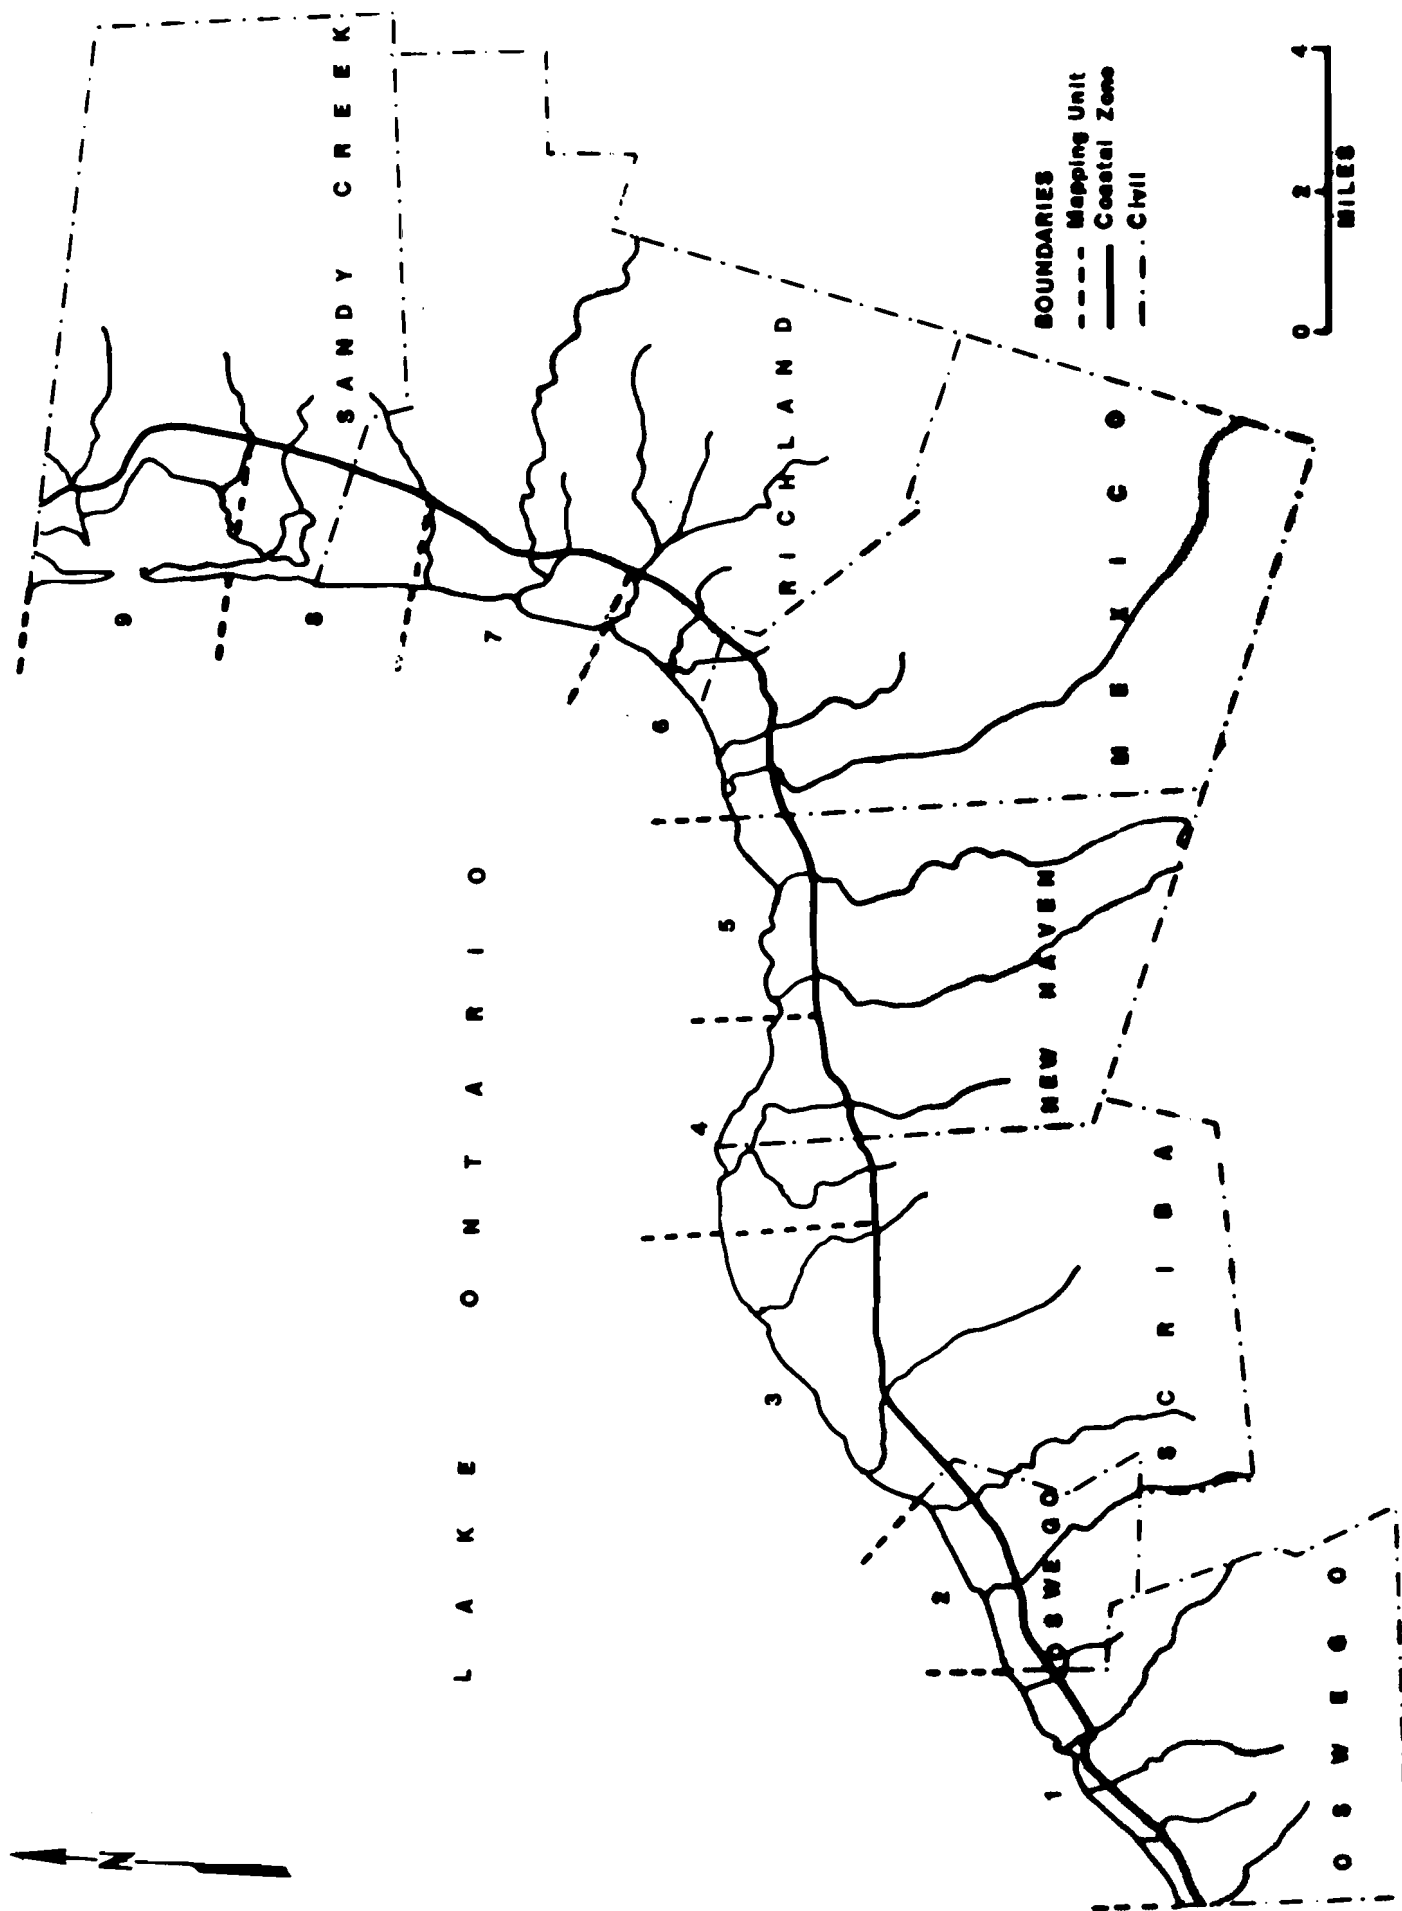 N
LAKE ONTARIO
1
2
3
4
5
6
7
8
9
SANDY CREEK
RICHLAND
MEXICO
NEW HAVEN
SCRIBA
OSWEGO
OSWEGO
BOUNDARIES
Mapping Unit
Coastal Zone
Civil
0 2 4
MILES